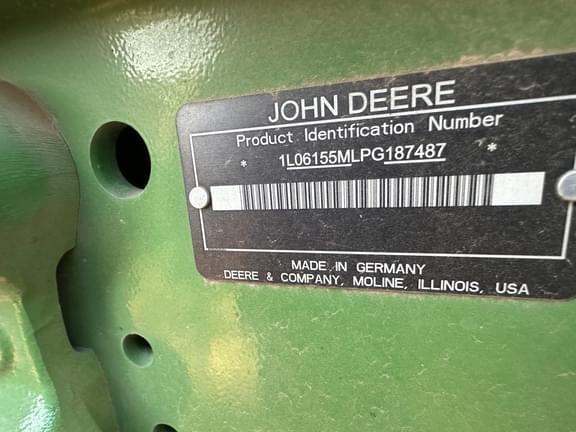 JOHN DEERE
Product Identification Number
* 1L06155MLPG187487 *
MADE IN GERMANY
DEERE & COMPANY, MOLINE, ILLINOIS, USA